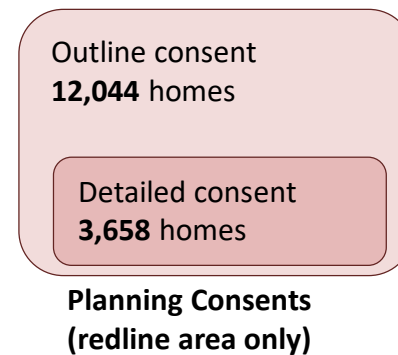 Outline consent
12,044 homes
Detailed consent
3,658 homes
Planning Consents
(redline area only)